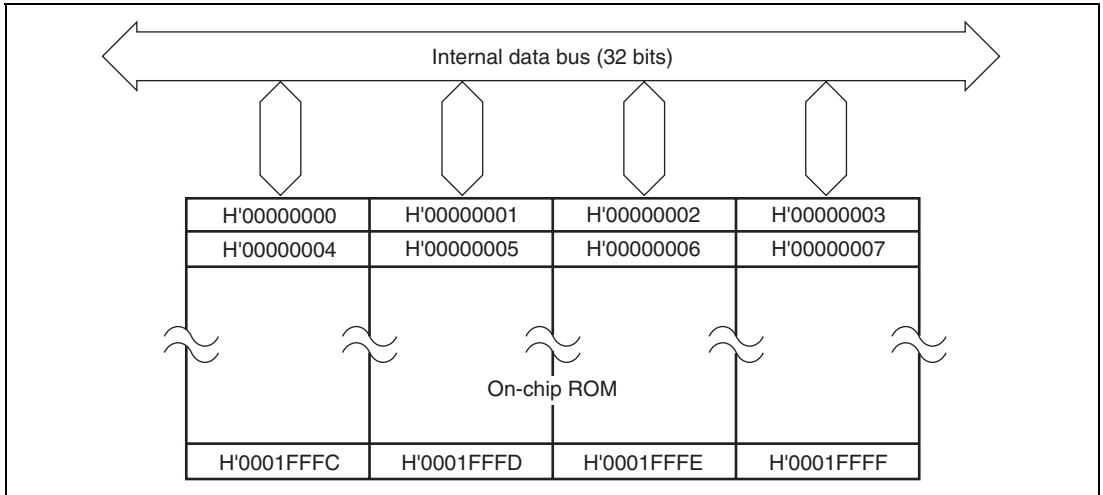 Internal data bus (32 bits)
H'00000000 H'00000001 H'00000002 H'00000003
H'00000004 H'00000005 H'00000006 H'00000007
On-chip ROM
H'0001FFFC H'0001FFFD H'0001FFFE H'0001FFFF